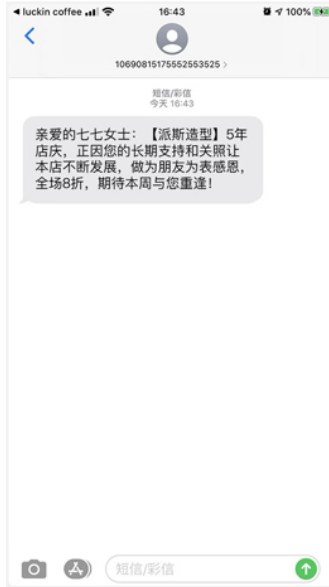 luckin coffee
16:43
100%
10690815175552553525
短信/彩信
今天 16:43
亲爱的七七女士：【派斯造型】5年
店庆，正因您的长期支持和关照让
本店不断发展，做为朋友为表感恩，
全场8折，期待本周与您重逢！
短信/彩信